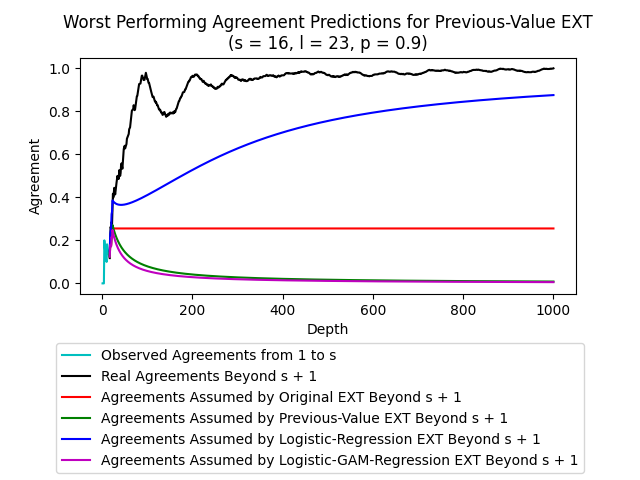 Worst Performing Agreement Predictions for Previous-Value EXT
(s = 16, l = 23, p = 0.9)
1.0
0.8
0.6
0.4
0.2
0.0
Agreement
0
200
400
600
800
1000
Depth
Observed Agreements from 1 to s
Real Agreements Beyond s + 1
Agreements Assumed by Original EXT Beyond s + 1
Agreements Assumed by Previous-Value EXT Beyond s + 1
Agreements Assumed by Logistic-Regression EXT Beyond s + 1
Agreements Assumed by Logistic-GAM-Regression EXT Beyond s + 1